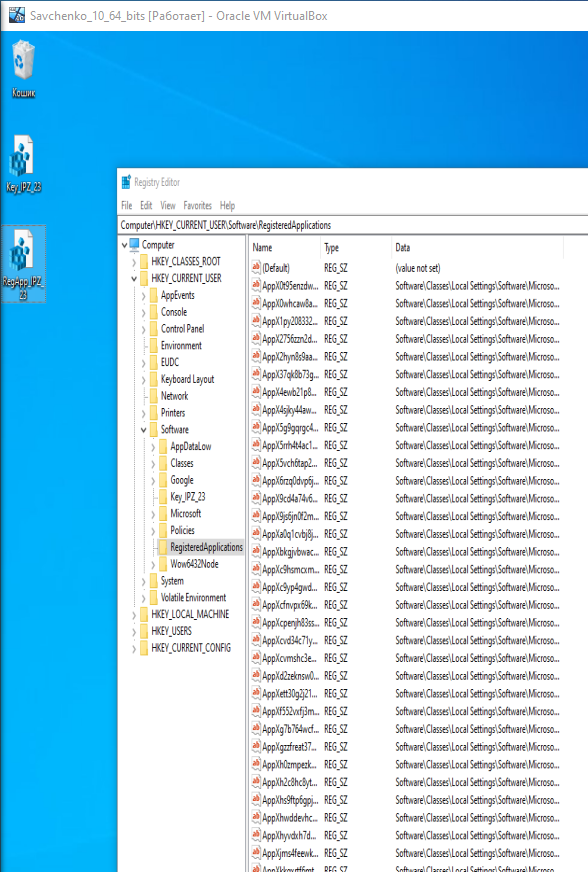 Savchenko_10_64_bits [Работает] - Oracle VM VirtualBox
Кошик
Key_IPZ_23
RegApp_IPZ_
23
Registry Editor
File Edit View Favorites Help
Computer\HKEY_CURRENT_USER\Software\RegisteredApplications
Computer
HKEY_CLASSES_ROOT
HKEY_CURRENT_USER
AppEvents
Console
Control Panel
Environment
EUDC
Keyboard Layout
Network
Printers
Software
AppDataLow
Classes
Google
Key_IPZ_23
Microsoft
Policies
RegisteredApplications
Wow6432Node
System
Volatile Environment
HKEY_LOCAL_MACHINE
HKEY_USERS
HKEY_CURRENT_CONFIG
Name Type Data
(Default) REG_SZ (value not set)
AppX0t95enzdw... REG_SZ Software\Classes\Local Settings\Software\Microso...
AppX0whcaw8a... REG_SZ Software\Classes\Local Settings\Software\Microso...
AppX1py208332... REG_SZ Software\Classes\Local Settings\Software\Microso...
AppX2756zzn2d... REG_SZ Software\Classes\Local Settings\Software\Microso...
AppX2hyn8s9aa... REG_SZ Software\Classes\Local Settings\Software\Microso...
AppX37qk8b73g... REG_SZ Software\Classes\Local Settings\Software\Microso...
AppX4ewb21p8... REG_SZ Software\Classes\Local Settings\Software\Microso...
AppX4sjky44aw... REG_SZ Software\Classes\Local Settings\Software\Microso...
AppX5g9gqrgc4... REG_SZ Software\Classes\Local Settings\Software\Microso...
AppX5rrh4t4ac1... REG_SZ Software\Classes\Local Settings\Software\Microso...
AppX5vch6tap2... REG_SZ Software\Classes\Local Settings\Software\Microso...
AppX6rzq0dvp6j... REG_SZ Software\Classes\Local Settings\Software\Microso...
AppX9cd4a74v6... REG_SZ Software\Classes\Local Settings\Software\Microso...
AppX9js6jn0f2m... REG_SZ Software\Classes\Local Settings\Software\Microso...
AppXa0q1cvbj8j... REG_SZ Software\Classes\Local Settings\Software\Microso...
AppXbkgjvbwac... REG_SZ Software\Classes\Local Settings\Software\Microso...
AppXc9hsmcxm... REG_SZ Software\Classes\Local Settings\Software\Microso...
AppXc9yp4gwd... REG_SZ Software\Classes\Local Settings\Software\Microso...
AppXcfnvpx69k... REG_SZ Software\Classes\Local Settings\Software\Microso...
AppXcpenjh83ss... REG_SZ Software\Classes\Local Settings\Software\Microso...
AppXcvd34c71y... REG_SZ Software\Classes\Local Settings\Software\Microso...
AppXcvmshc3e... REG_SZ Software\Classes\Local Settings\Software\Microso...
AppXd2zeknsw0... REG_SZ Software\Classes\Local Settings\Software\Microso...
AppXett30g2j21... REG_SZ Software\Classes\Local Settings\Software\Microso...
AppXf552vxfj3m... REG_SZ Software\Classes\Local Settings\Software\Microso...
AppXg7b764wcf... REG_SZ Software\Classes\Local Settings\Software\Microso...
AppXgzzfreat37... REG_SZ Software\Classes\Local Settings\Software\Microso...
AppXh0zmpezk... REG_SZ Software\Classes\Local Settings\Software\Microso...
AppXh2c8hc8yt... REG_SZ Software\Classes\Local Settings\Software\Microso...
AppXhs9ftp6gpj... REG_SZ Software\Classes\Local Settings\Software\Microso...
AppXhwddevhc... REG_SZ Software\Classes\Local Settings\Software\Microso...
AppXhyvdxh7d... REG_SZ Software\Classes\Local Settings\Software\Microso...
AppXjms4feewk... REG_SZ Software\Classes\Local Settings\Software\Microso...
REG_SZ Software\Classes\Local Settings\Software\Microso...